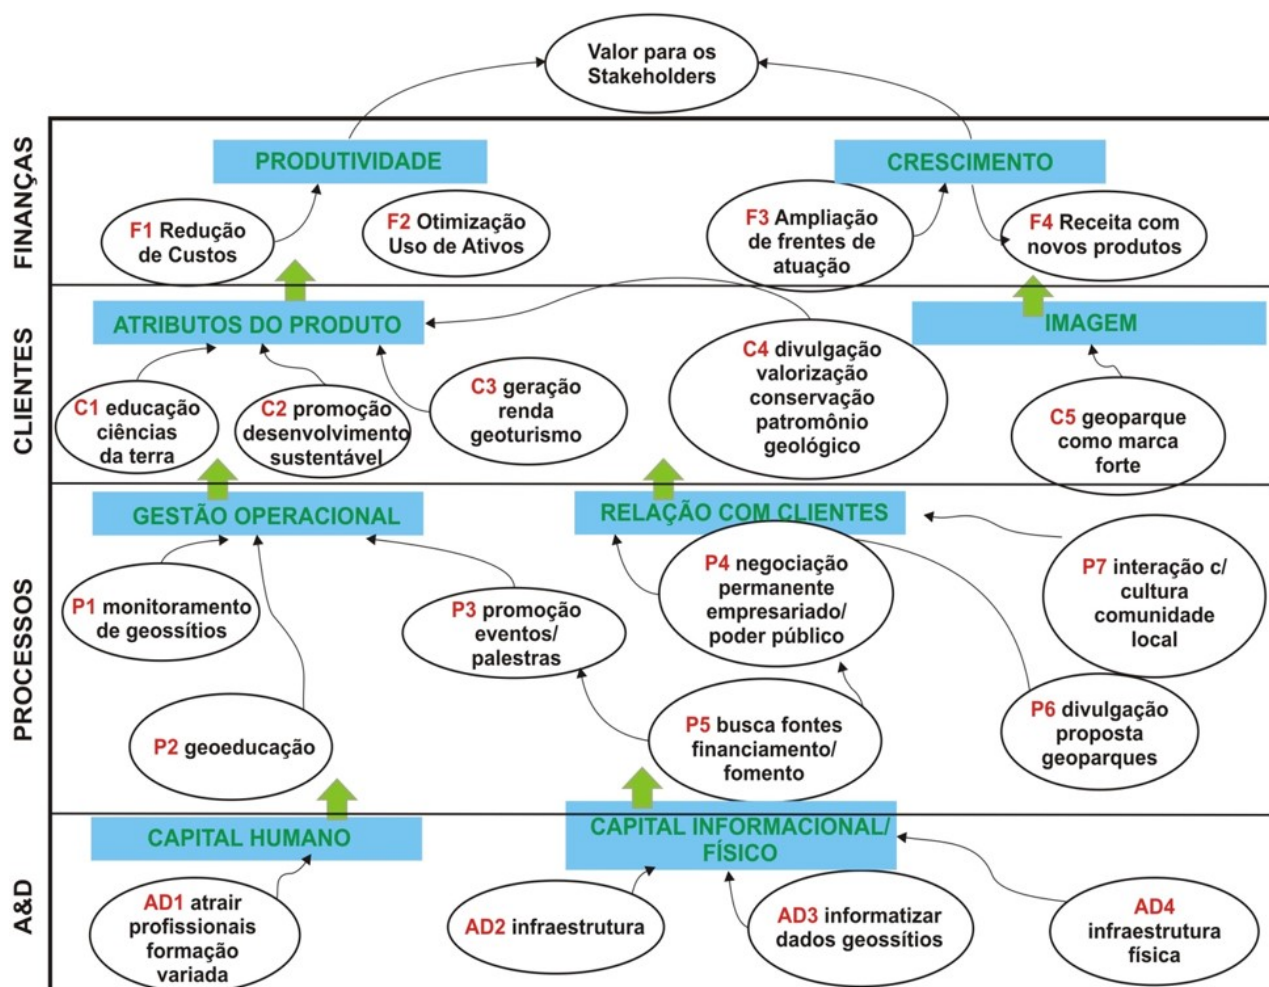 Valor para os
Stakeholders
FINANÇAS
PRODUTIVIDADE
CRESCIMENTO
F1 Redução
de Custos
F2 Otimização
Uso de Ativos
F3 Ampliação
de frentes de
atuação
F4 Receita com
novos produtos
CLIENTES
ATRIBUTOS DO PRODUTO
IMAGEM
C1 educação
ciências
da terra
C2 promoção
desenvolvimento
sustentável
C3 geração
renda
geoturismo
C4 divulgação
valorização
conservação
patromônio
geológico
C5 geoparque
como marca
forte
PROCESSOS
GESTÃO OPERACIONAL
RELAÇÃO COM CLIENTES
P1 monitoramento
de geossítios
P2 geoeducação
P3 promoção
eventos/
palestras
P4 negociação
permanente
empresariado/
poder público
P5 busca fontes
financiamento/
fomento
P6 divulgação
proposta
geoparques
P7 interação c/
cultura
comunidade
local
A&D
CAPITAL HUMANO
CAPITAL INFORMACIONAL/
FÍSICO
AD1 atrair
profissionais
formação
variada
AD2 infraestrutura
AD3 informatizar
dados geossítios
AD4
infraestrutura
física